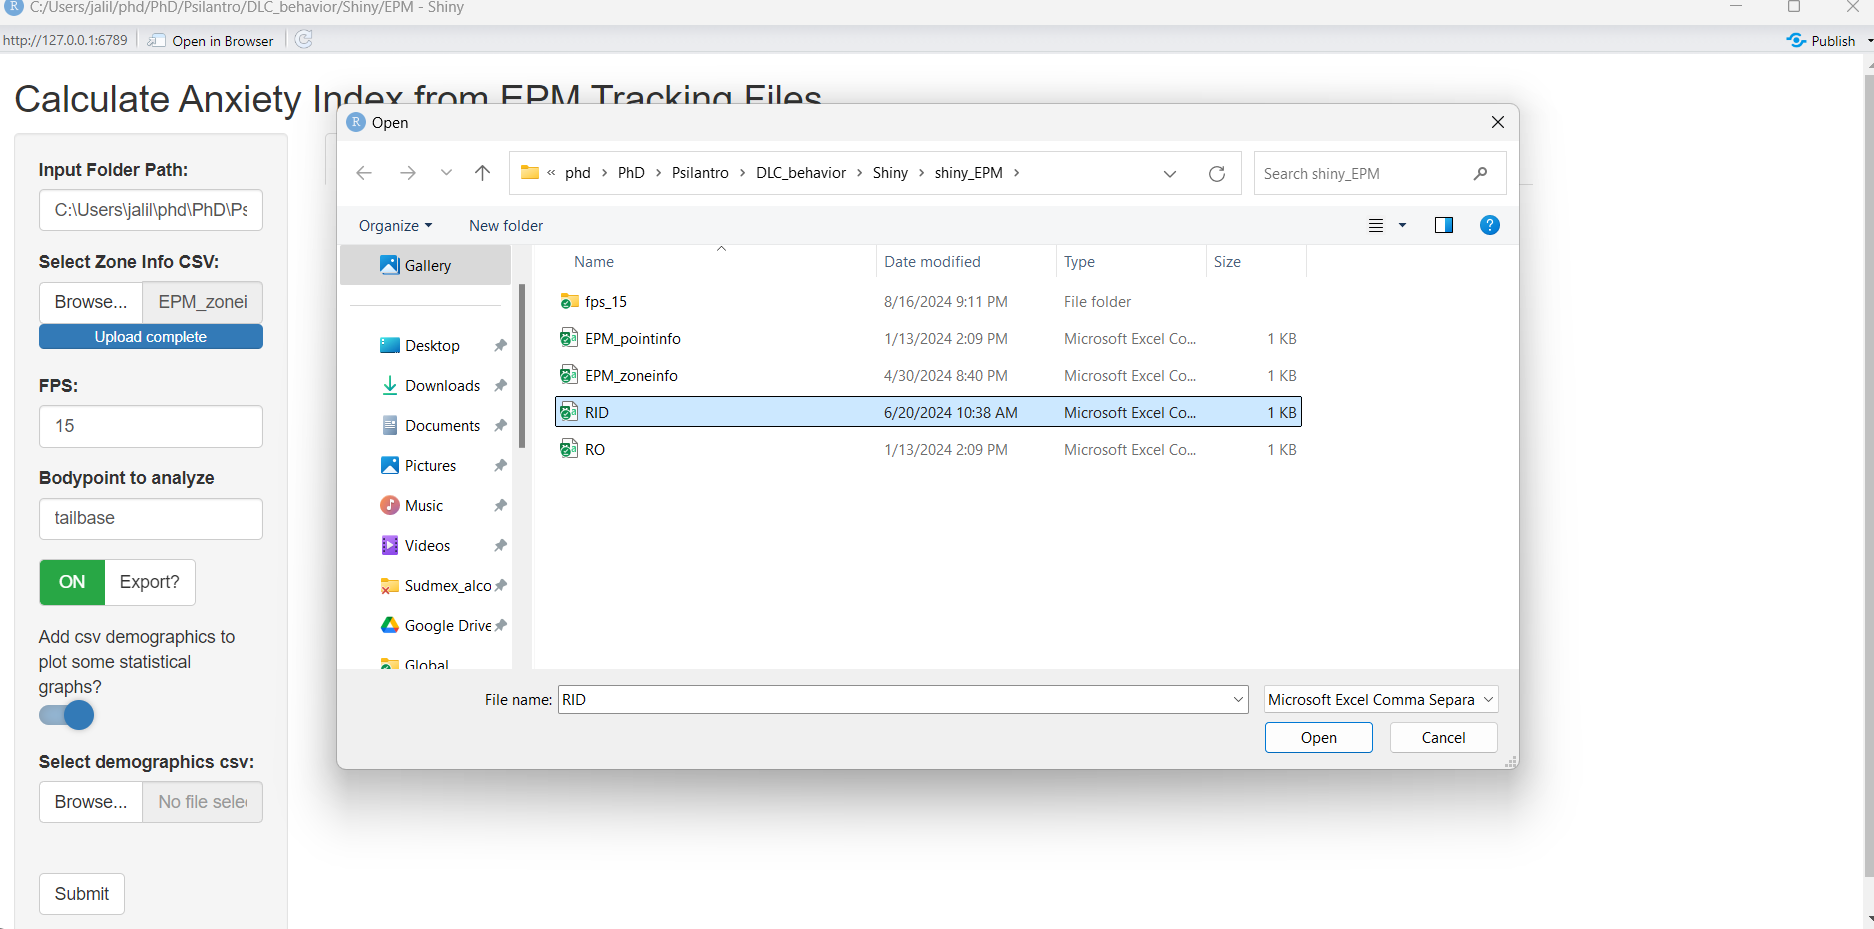 C:/Users/jalil/phd/PhD/Psilantro/DLC_behavior/Shiny/EPM - Shiny
http://127.0.0.1:6789 Open in Browser Publish
Calculate Anxiety Index from EPM Tracking Files
Input Folder Path:
C:\Users\jalil\phd\PhD\Ps
Select Zone Info CSV:
Browse... EPM_zonei
Upload complete
FPS:
15
Bodypoint to analyze
tailbase
ON Export?
Add csv demographics to
plot some statistical
graphs?
Select demographics csv:
Browse... No file selec
Submit
Open
« phd › PhD › Psilantro › DLC_behavior › Shiny › shiny_EPM ›
Search shiny_EPM
Organize New folder
Gallery
Desktop
Downloads
Documents
Pictures
Music
Videos
Sudmex_alco
Google Drive
Global
Name Date modified Type Size
fps_15 8/16/2024 9:11 PM File folder
EPM_pointinfo 1/13/2024 2:09 PM Microsoft Excel Co... 1 KB
EPM_zoneinfo 4/30/2024 8:40 PM Microsoft Excel Co... 1 KB
RID 6/20/2024 10:38 AM Microsoft Excel Co... 1 KB
RO 1/13/2024 2:09 PM Microsoft Excel Co... 1 KB
File name: RID Microsoft Excel Comma Separa
Open Cancel